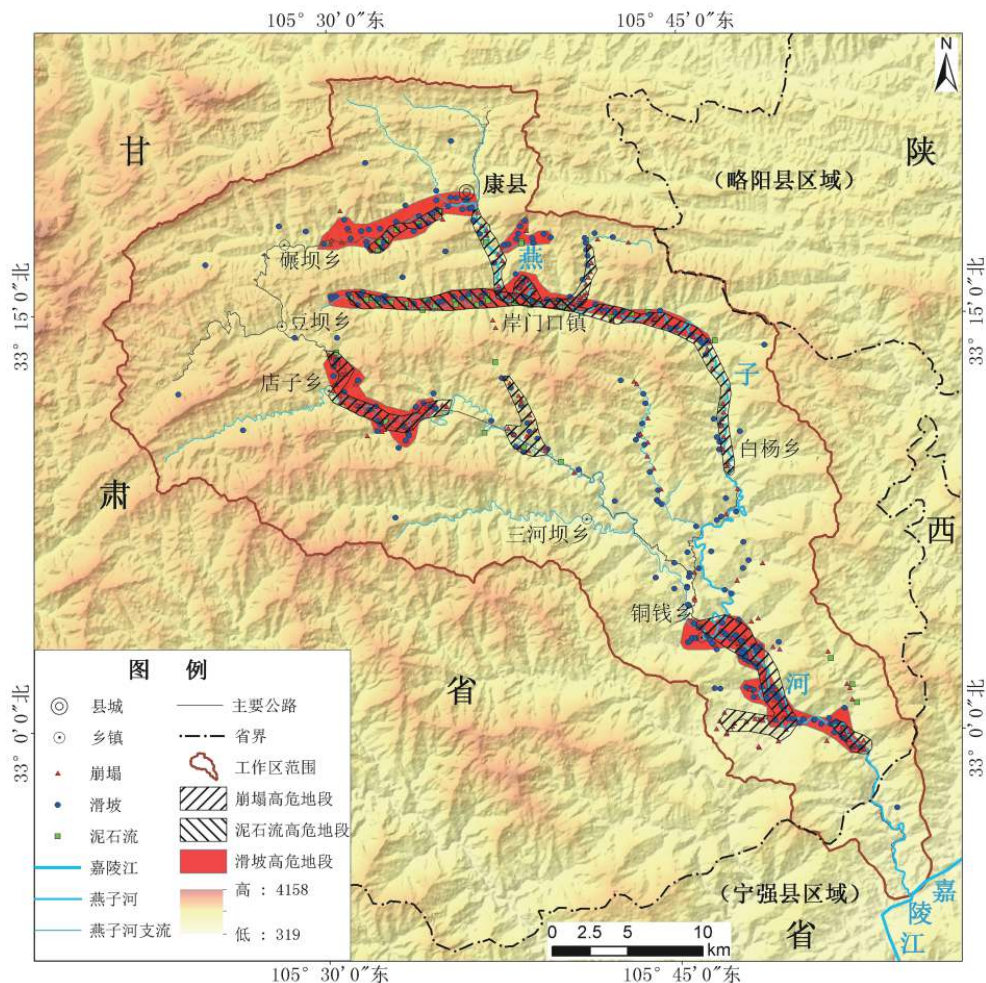 105° 30′ 0″东
105° 45′ 0″东
N
甘
陕
(略阳县区域)
康县
燕
碾坝乡
33° 15′ 0″北
33° 15′ 0″北
豆坝乡
岸门口镇
店子乡
子
白杨乡
肃
西
三河坝乡
铜钱乡
省
河
33° 0′ 0″北
33° 0′ 0″北
图 例
县城
主要公路
乡镇
省界
崩塌
工作区范围
滑坡
崩塌高危地段
泥石流
泥石流高危地段
嘉陵江
滑坡高危地段
燕子河
高 : 4158
燕子河支流
低 : 319
(宁强县区域)
省
嘉
陵
江
0 2.5 5 10
km
105° 30′ 0″东
105° 45′ 0″东